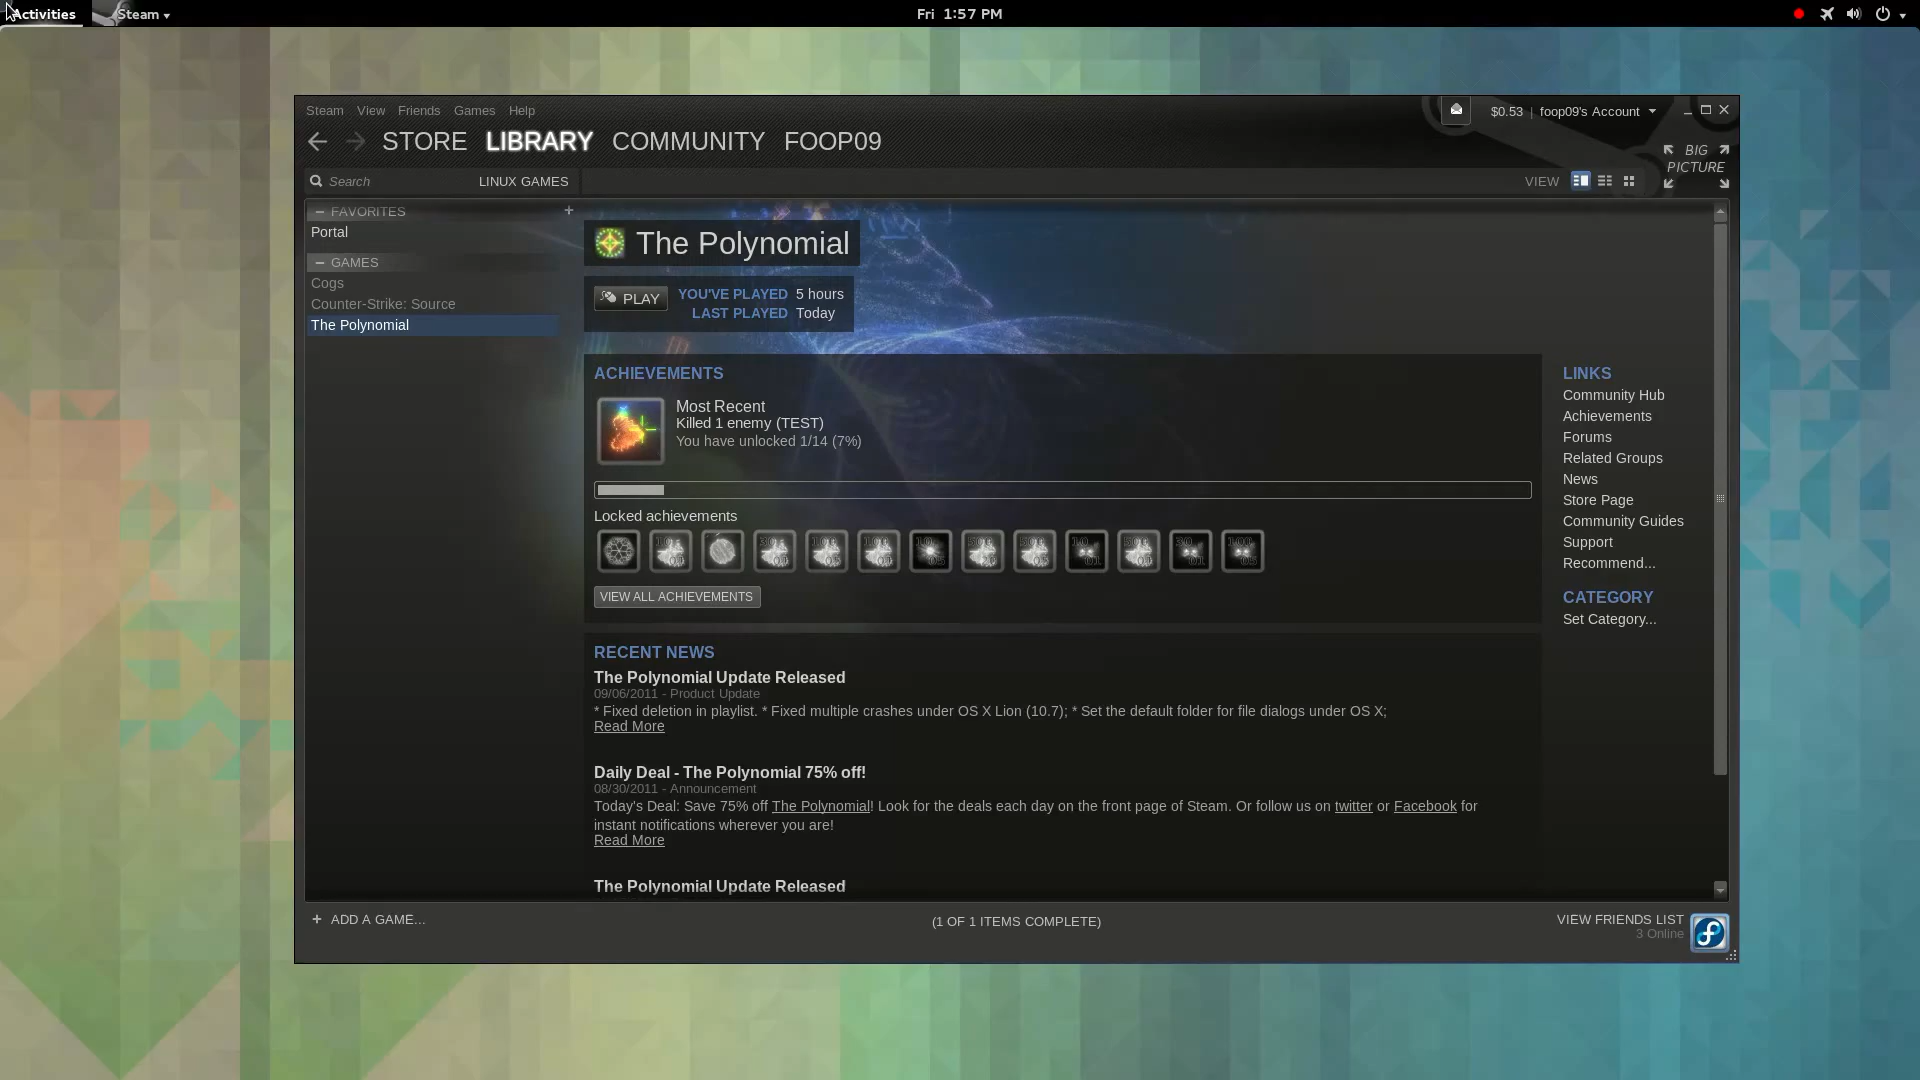 Activities
Steam
Fri 1:57 PM
Steam View Friends Games Help
$0.53 | foop09's Account
STORE LIBRARY COMMUNITY FOOP09
BIG
PICTURE
Search
LINUX GAMES
VIEW
FAVORITES
Portal
GAMES
Cogs
Counter-Strike: Source
The Polynomial
The Polynomial
PLAY
YOU'VE PLAYED 5 hours
LAST PLAYED Today
ACHIEVEMENTS
Most Recent
Killed 1 enemy (TEST)
You have unlocked 1/14 (7%)
Locked achievements
VIEW ALL ACHIEVEMENTS
RECENT NEWS
The Polynomial Update Released
09/06/2011 - Product Update
* Fixed deletion in playlist. * Fixed multiple crashes under OS X Lion (10.7); * Set the default folder for file dialogs under OS X;
Read More
Daily Deal - The Polynomial 75% off!
08/30/2011 - Announcement
Today's Deal: Save 75% off The Polynomial! Look for the deals each day on the front page of Steam. Or follow us on twitter or Facebook for
instant notifications wherever you are!
Read More
The Polynomial Update Released
LINKS
Community Hub
Achievements
Forums
Related Groups
News
Store Page
Community Guides
Support
Recommend...
CATEGORY
Set Category...
ADD A GAME...
(1 OF 1 ITEMS COMPLETE)
VIEW FRIENDS LIST
3 Online